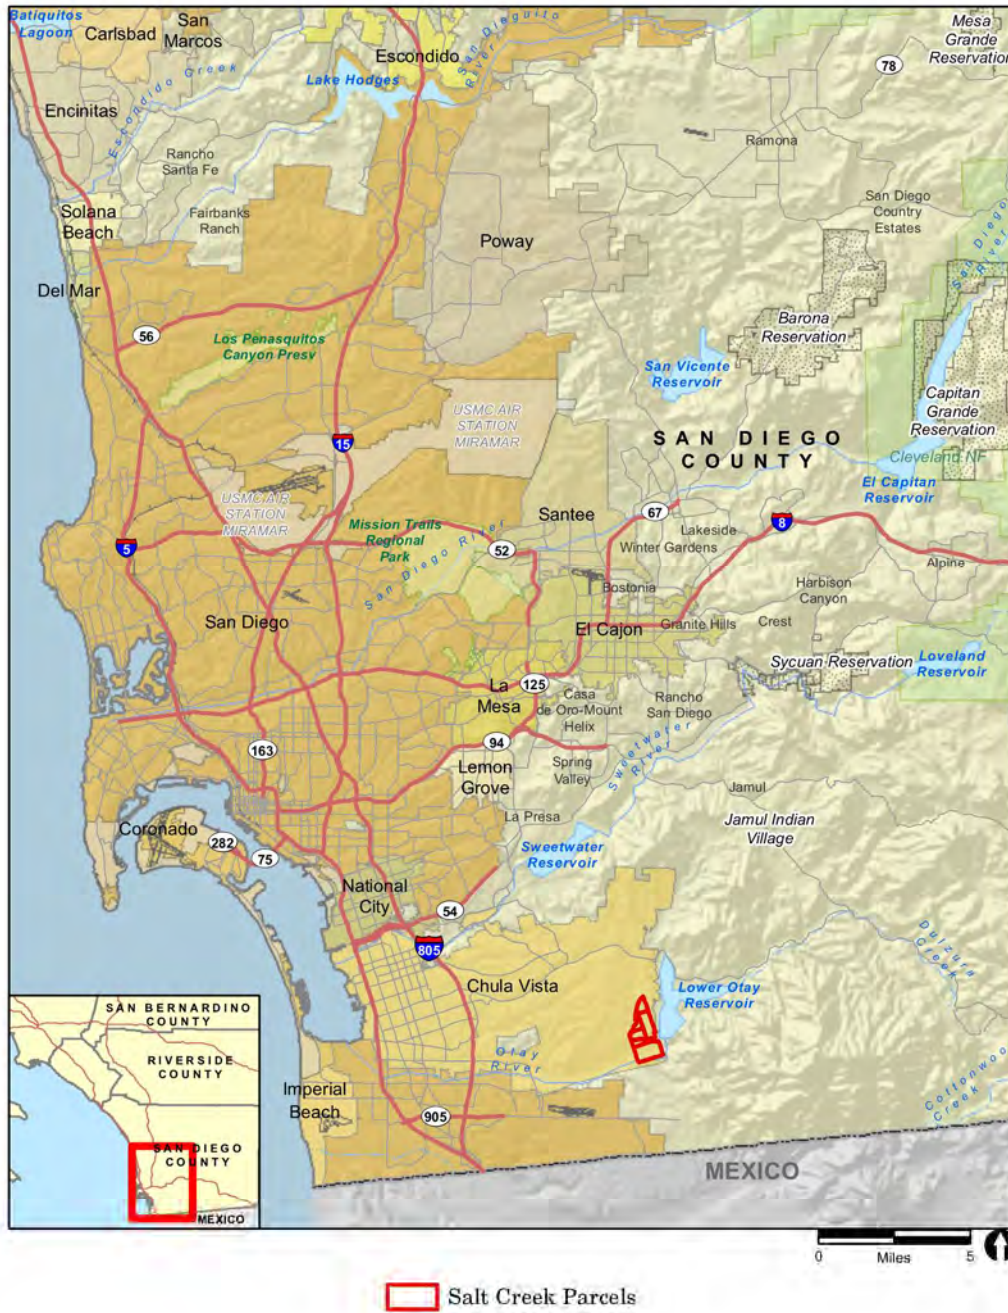 Batiquitos
Lagoon
Carlsbad
San
Marcos
Escondido
San Dieguito
River
Mesa
Grande
Reservation
78
Lake Hodges
Escondido Creek
Encinitas
Rancho
Santa Fe
Ramona
Solana
Beach
Fairbanks
Ranch
San Diego
Country
Estates
San Diego
River
Poway
Del Mar
56
Los Penasquitos
Canyon Presv
Barona
Reservation
San Vicente
Reservoir
Capitan
Grande
Reservation
USMC AIR
STATION
MIRAMAR
15
SAN DIEGO
COUNTY
Cleveland NF
El Capitan
Reservoir
USMC AIR
STATION
MIRAMAR
Mission Trails
Regional
Park
San Diego River
Santee
67
Lakeside
Winter Gardens
8
5
52
Alpine
Bostonia
Harbison
Canyon
San Diego
El Cajon
Granite Hills
Crest
Sycuan Reservation
Loveland
Reservoir
La
Mesa
125
Casa
de Oro-Mount
Helix
Rancho
San Diego
Sweetwater
River
163
94
Lemon
Grove
Spring
Valley
Jamul
La Presa
Jamul Indian
Village
Coronado
282
75
Sweetwater
Reservoir
National
City
54
805
Dulzura
Creek
Chula Vista
Lower Otay
Reservoir
Otay
River
Cottonwood
Creek
Imperial
Beach
905
MEXICO
SAN BERNARDINO
COUNTY
RIVERSIDE
COUNTY
SAN DIEGO
COUNTY
MEXICO
0 Miles 5
Salt Creek Parcels